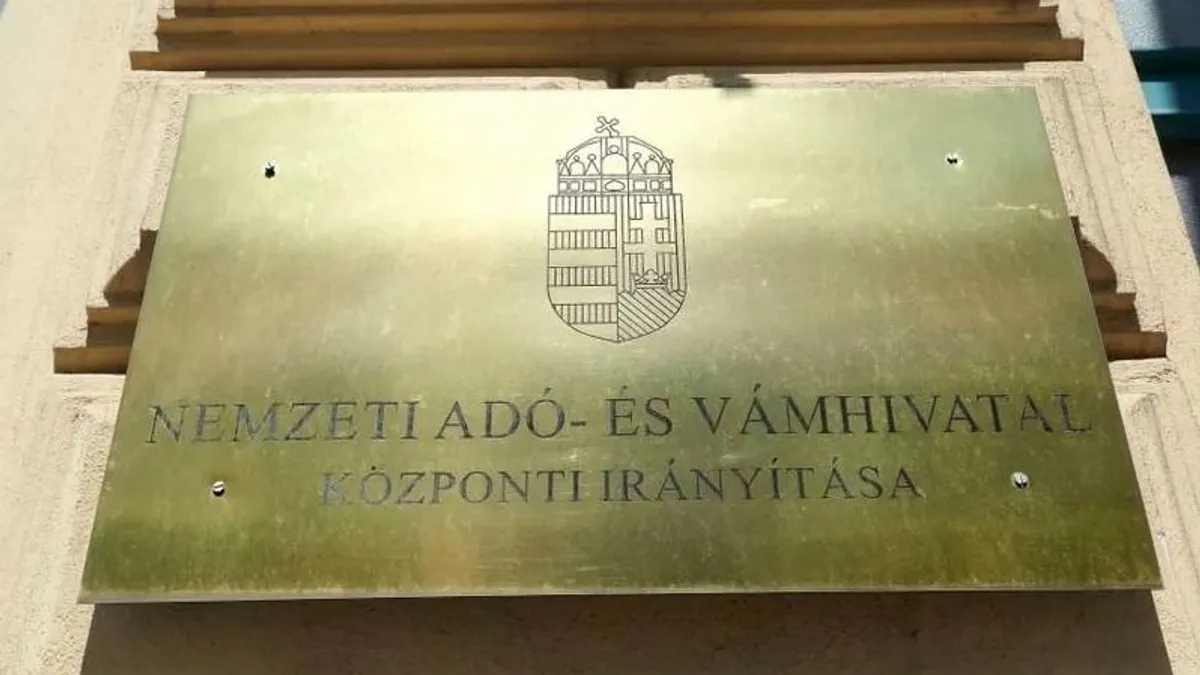 NEMZETI ADÓ- ÉS VÁMHIVATAL
KÖZPONTI IRÁNYÍTÁSA